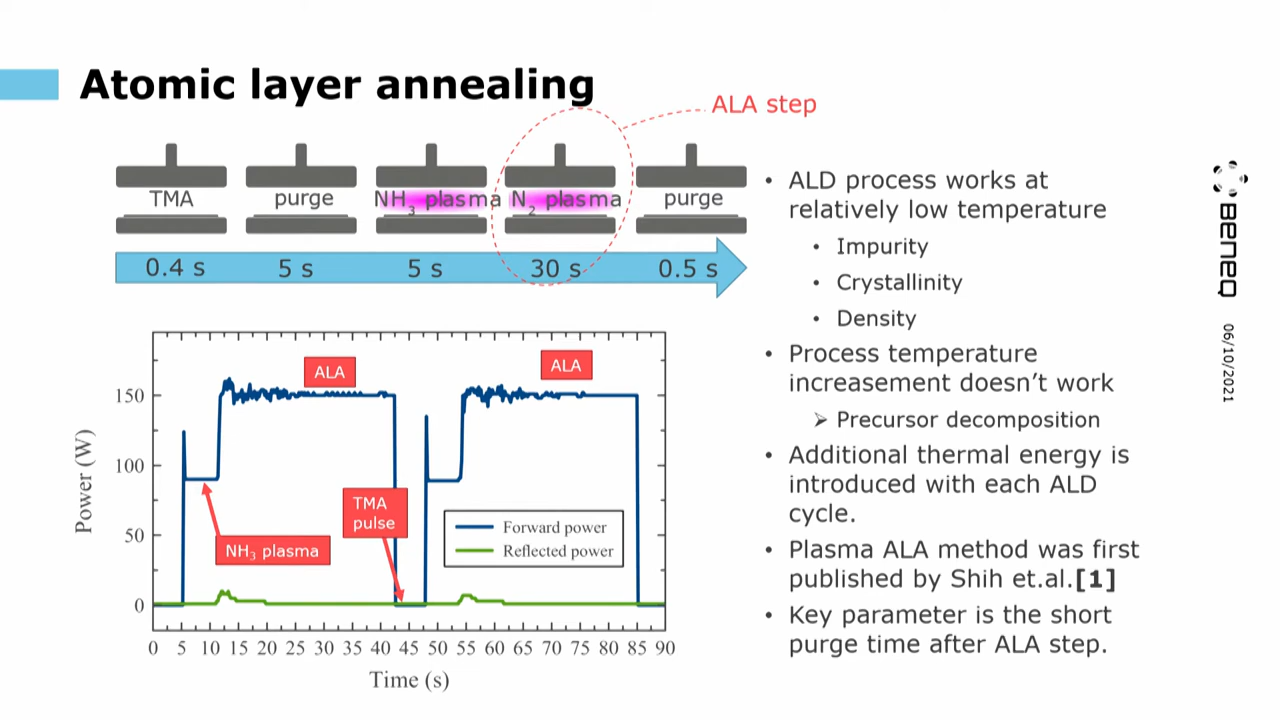 Atomic layer annealing
ALA step
TMA
purge
NH3 plasma
N2 plasma
purge
0.4 s
5 s
5 s
30 s
0.5 s
• ALD process works at
relatively low temperature
• Impurity
• Crystallinity
• Density
• Process temperature
increasement doesn’t work
➢ Precursor decomposition
• Additional thermal energy is
introduced with each ALD
cycle.
• Plasma ALA method was first
published by Shih et.al.[1]
• Key parameter is the short
purge time after ALA step.
Power (W)
150
100
50
0
ALA
ALA
TMA
pulse
NH3 plasma
Forward power
Reflected power
0 5 10 15 20 25 30 35 40 45 50 55 60 65 70 75 80 85 90
Time (s)
BENEQ
06/10/2021